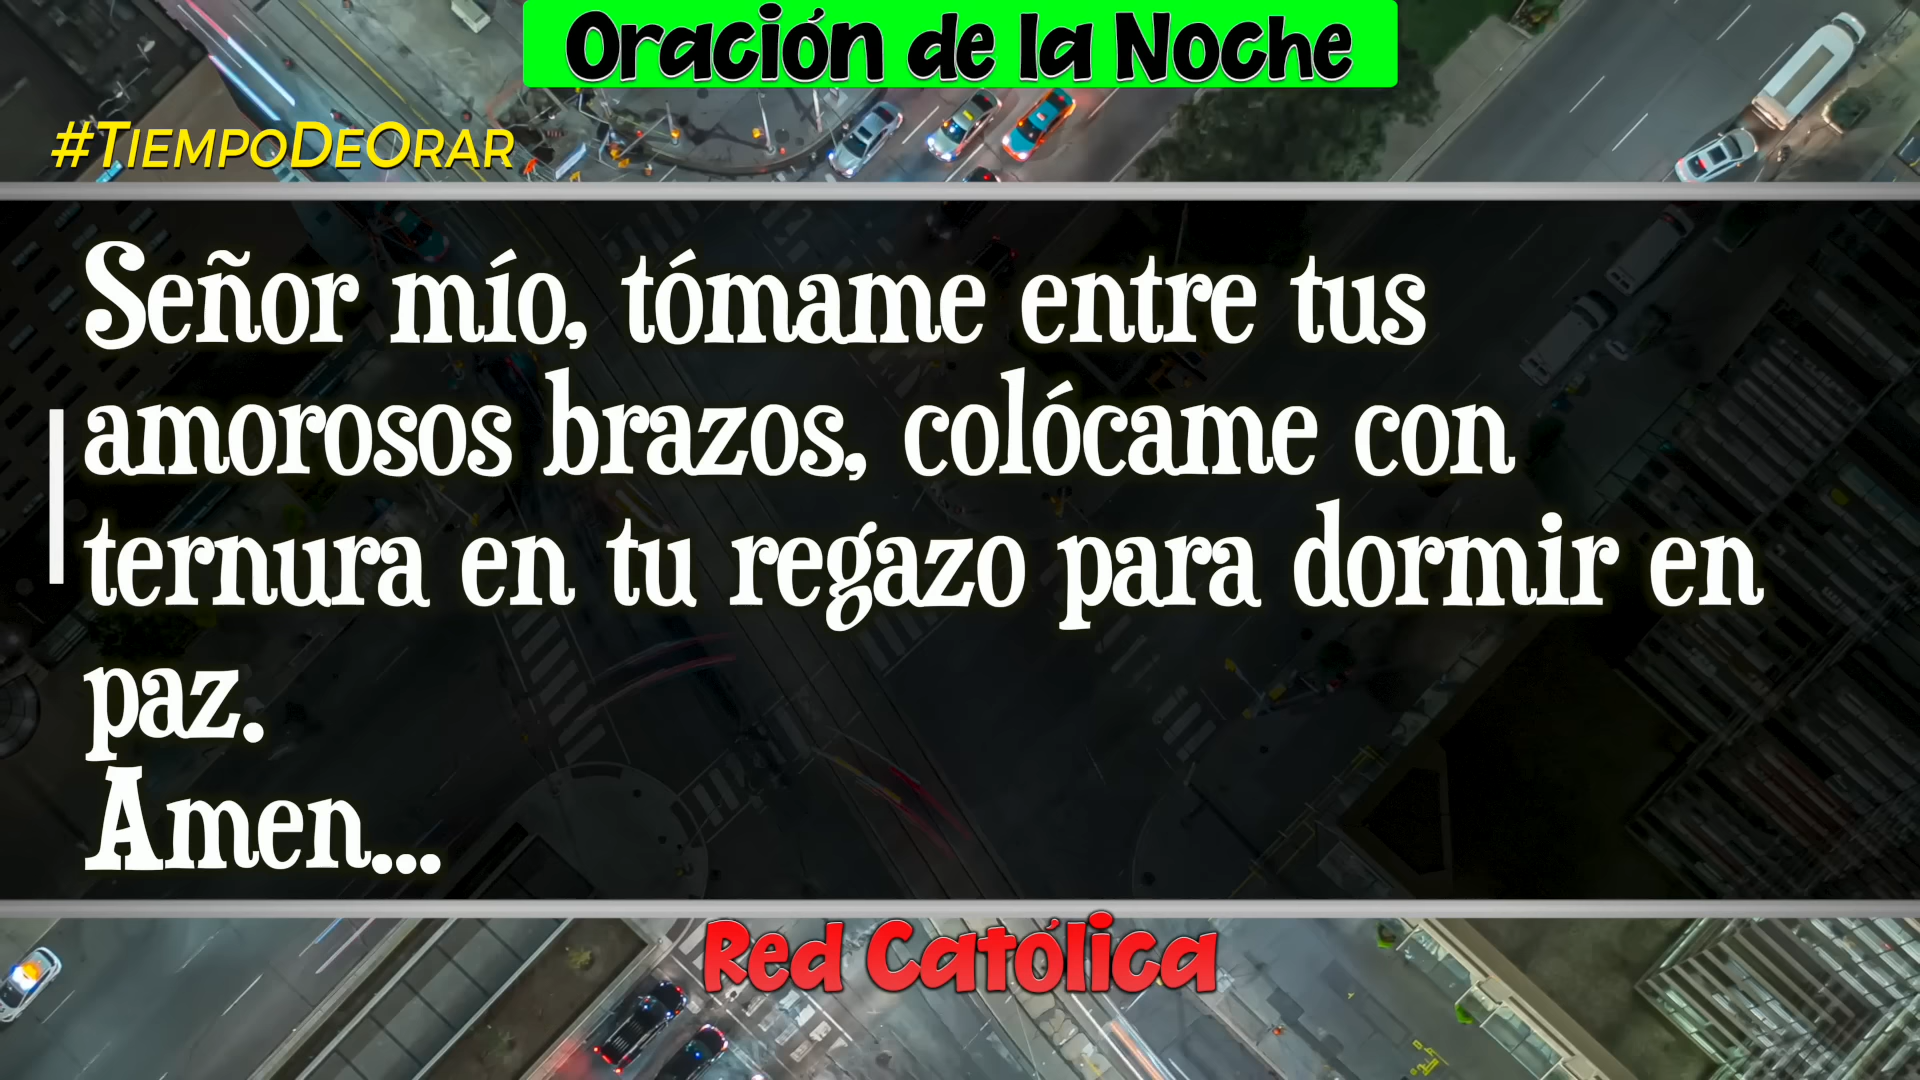 Oración de la Noche
#TiempoDeOrar
Señor mío, tómame entre tus
amorosos brazos, colócame con
ternura en tu regazo para dormir en
paz.
Amen...
Red Católica